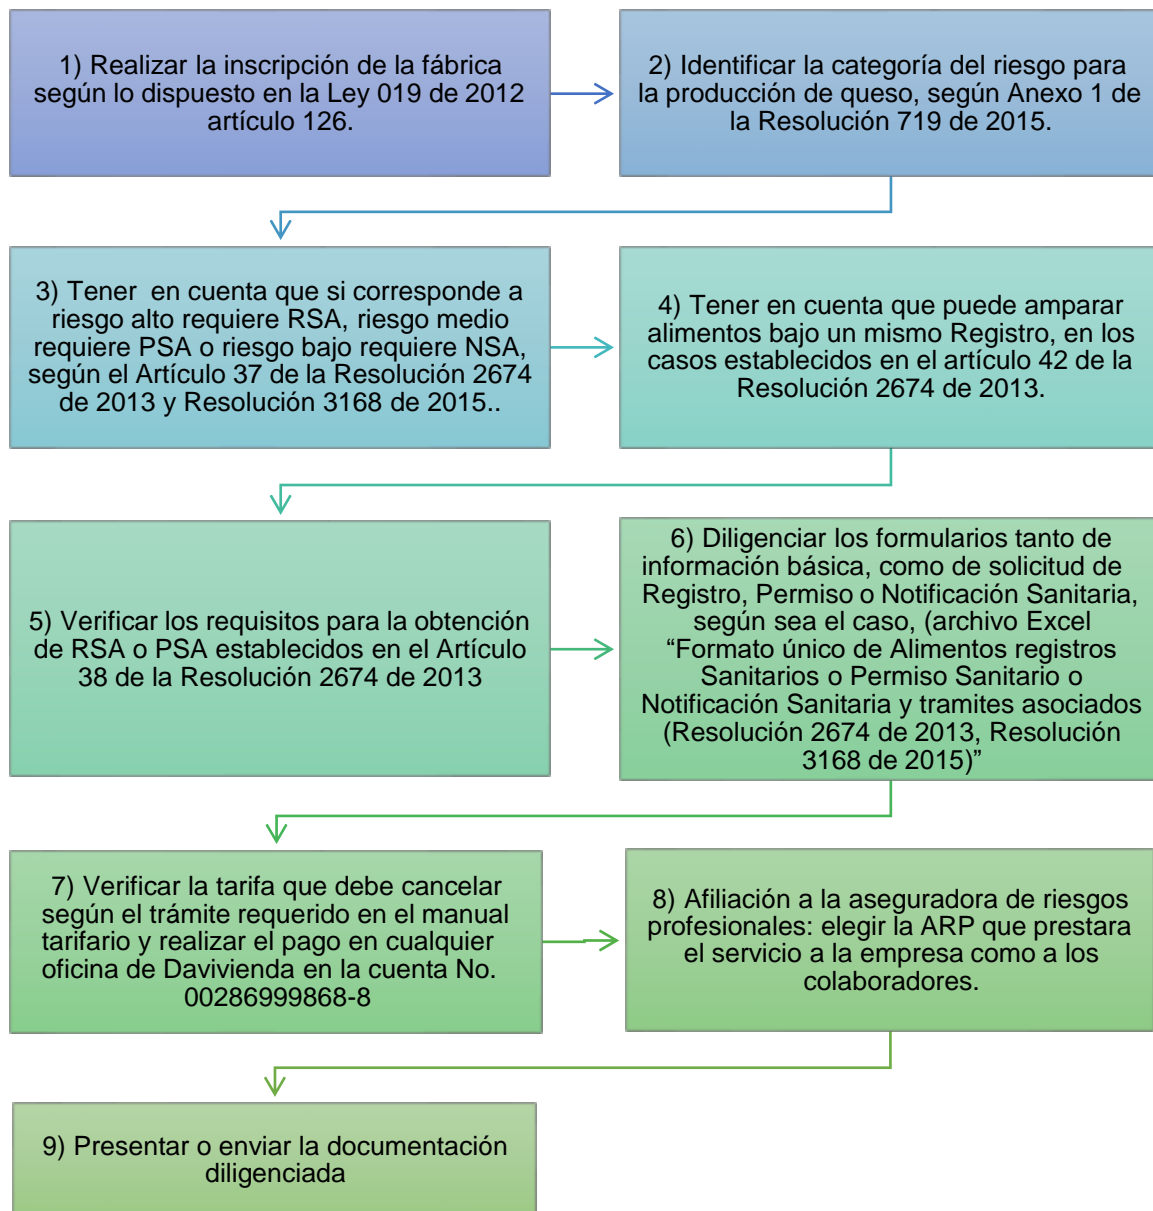 1) Realizar la inscripción de la fábrica
según lo dispuesto en la Ley 019 de 2012
artículo 126.
2) Identificar la categoría del riesgo para
la producción de queso, según Anexo 1 de
la Resolución 719 de 2015.
3) Tener  en cuenta que si corresponde a
riesgo alto requiere RSA, riesgo medio
requiere PSA o riesgo bajo requiere NSA,
según el Artículo 37 de la Resolución 2674
de 2013 y Resolución 3168 de 2015..
4) Tener en cuenta que puede amparar
alimentos bajo un mismo Registro, en los
casos establecidos en el artículo 42 de la
Resolución 2674 de 2013.
5) Verificar los requisitos para la obtención
de RSA o PSA establecidos en el Artículo
38 de la Resolución 2674 de 2013
6) Diligenciar los formularios tanto de
información básica, como de solicitud de
Registro, Permiso o Notificación Sanitaria,
según sea el caso, (archivo Excel
“Formato único de Alimentos registros
Sanitarios o Permiso Sanitario o
Notificación Sanitaria y tramites asociados
(Resolución 2674 de 2013, Resolución
3168 de 2015)”
7) Verificar la tarifa que debe cancelar
según el trámite requerido en el manual
tarifario y realizar el pago en cualquier
oficina de Davivienda en la cuenta No.
00286999868-8
8) Afiliación a la aseguradora de riesgos
profesionales: elegir la ARP que prestara
el servicio a la empresa como a los
colaboradores.
9) Presentar o enviar la documentación
diligenciada